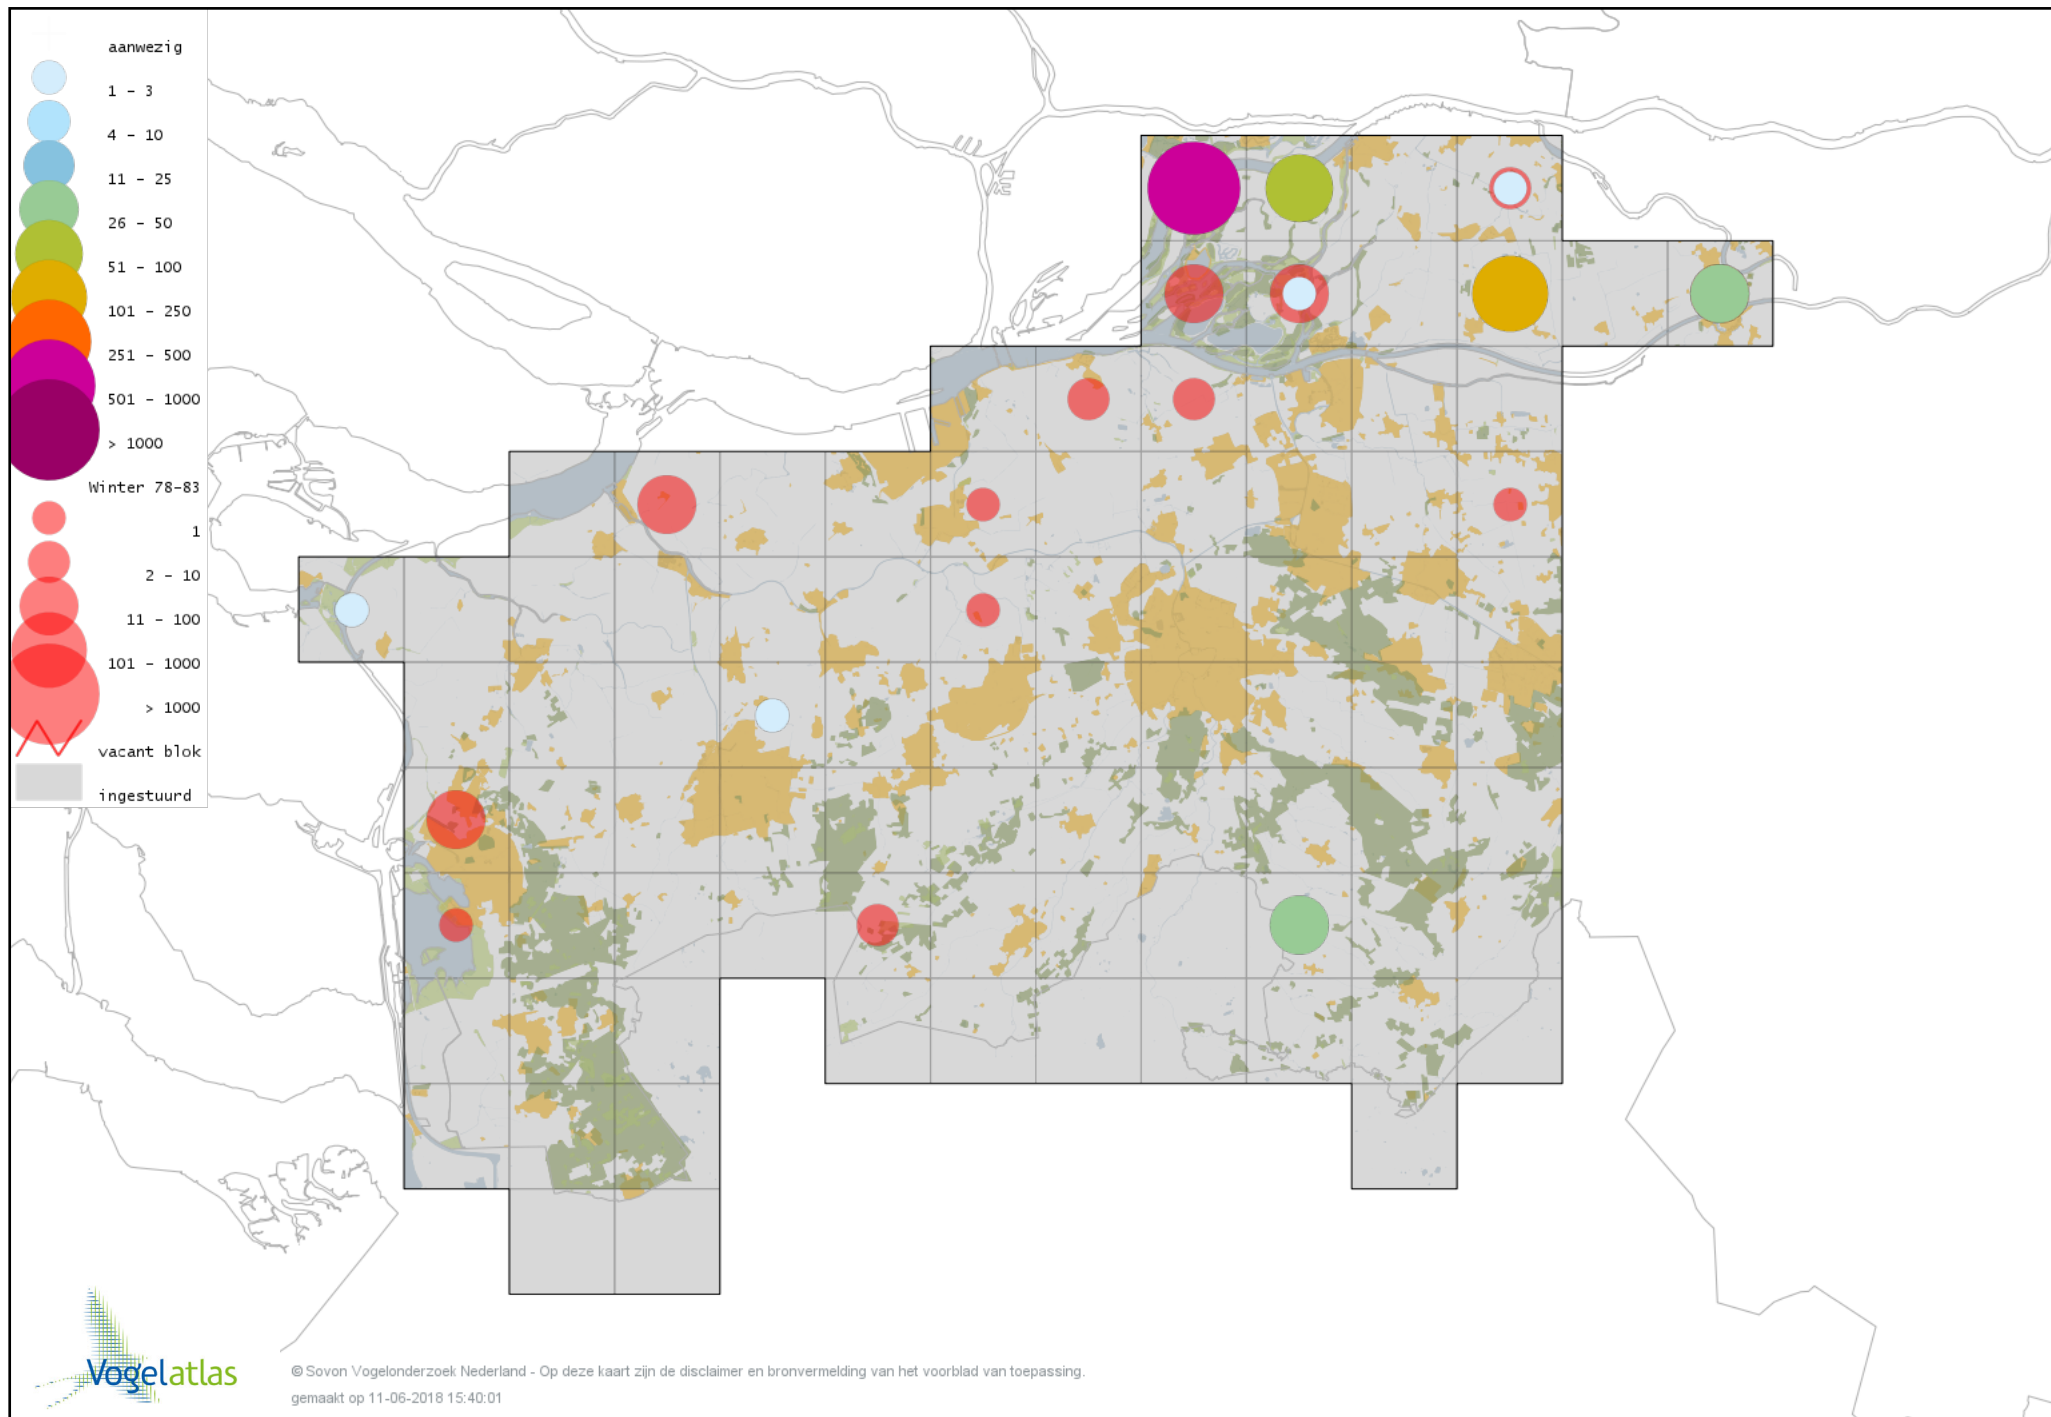 aanwezig
1 - 3
4 - 10
11 - 25
26 - 50
51 - 100
101 - 250
251 - 500
501 - 1000
> 1000
Winter 78-83
1
2 - 10
11 - 100
101 - 1000
> 1000
vacant blok
ingestuurd
Vogelatlas
© Sovon Vogelonderzoek Nederland - Op deze kaart zijn de disclaimer en bronvermelding van het voorblad van toepassing.
gemaakt op 11-06-2018 15:40:01